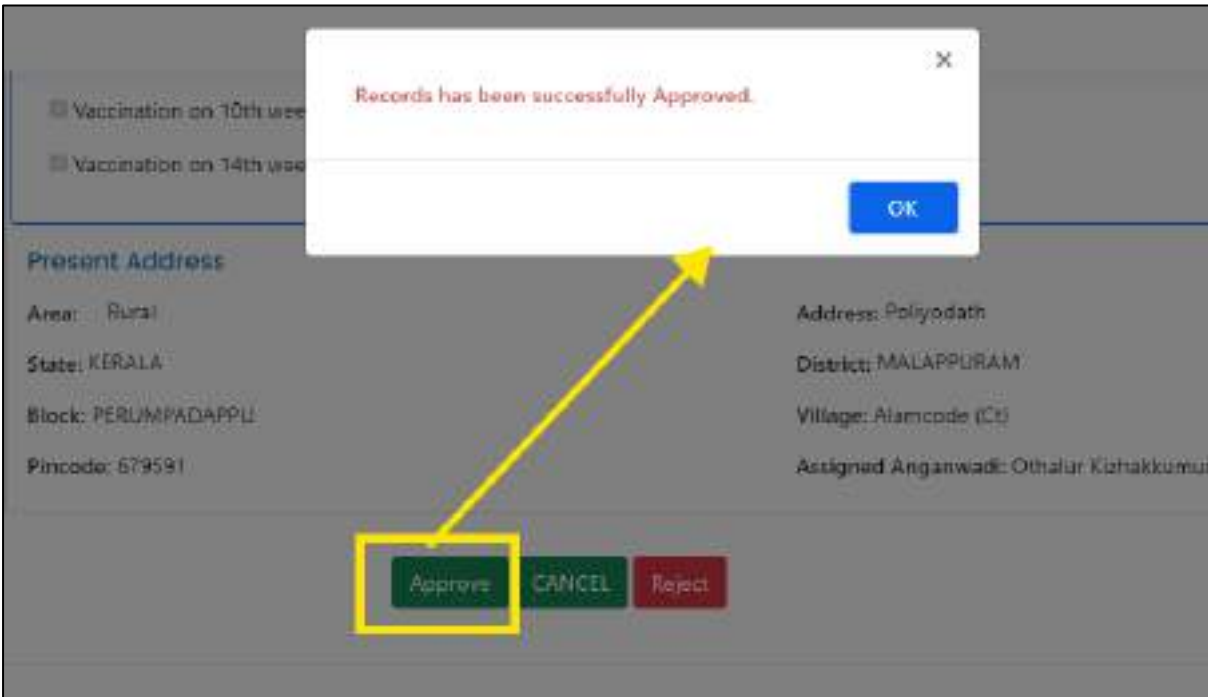 ×
Records has been successfully Approved.
Vaccination on 10th wee
Vaccination on 14th wee
OK
Present Address
Area: Rural
Address: Poliyodath
State: KERALA
District: MALAPPURAM
Block: PERUMPADAPPU
Village: Alamcode (Ct)
Pincode: 679591
Assigned Anganwadi: Othalur Kizhakkumu
Approve CANCEL Reject